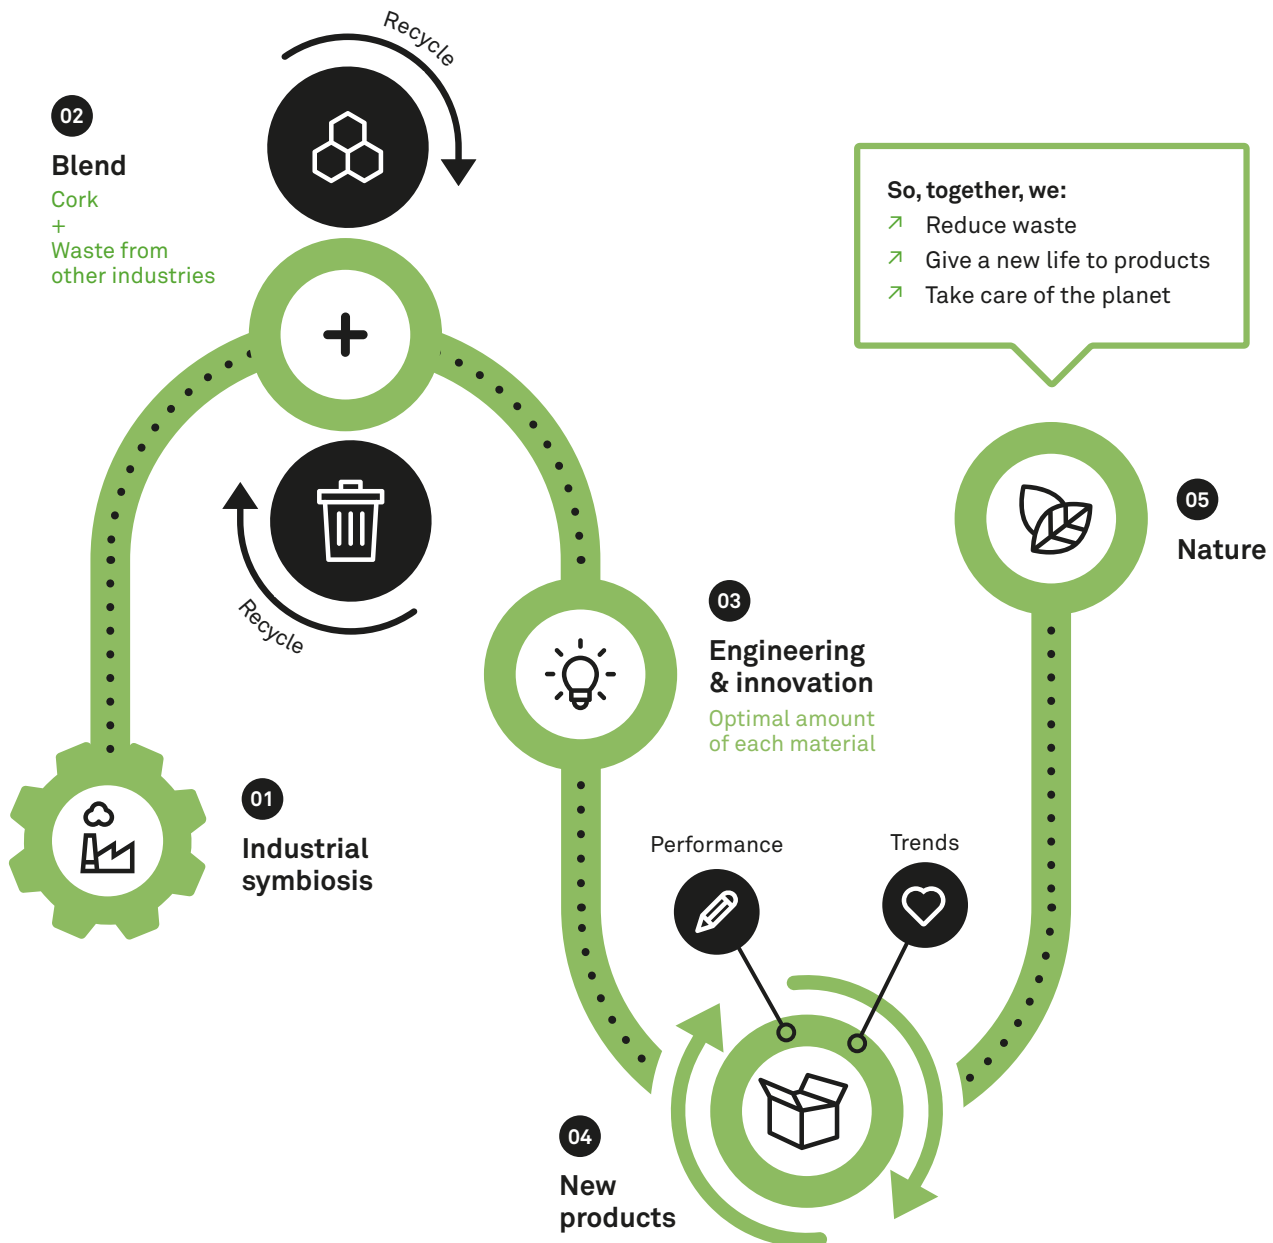 Recycle
02
Blend
Cork
+
Waste from
other industries
Recycle
01
Industrial
symbiosis
03
Engineering
& innovation
Optimal amount
of each material
Performance
Trends
04
New
products
05
Nature
So, together, we:
Reduce waste
Give a new life to products
Take care of the planet